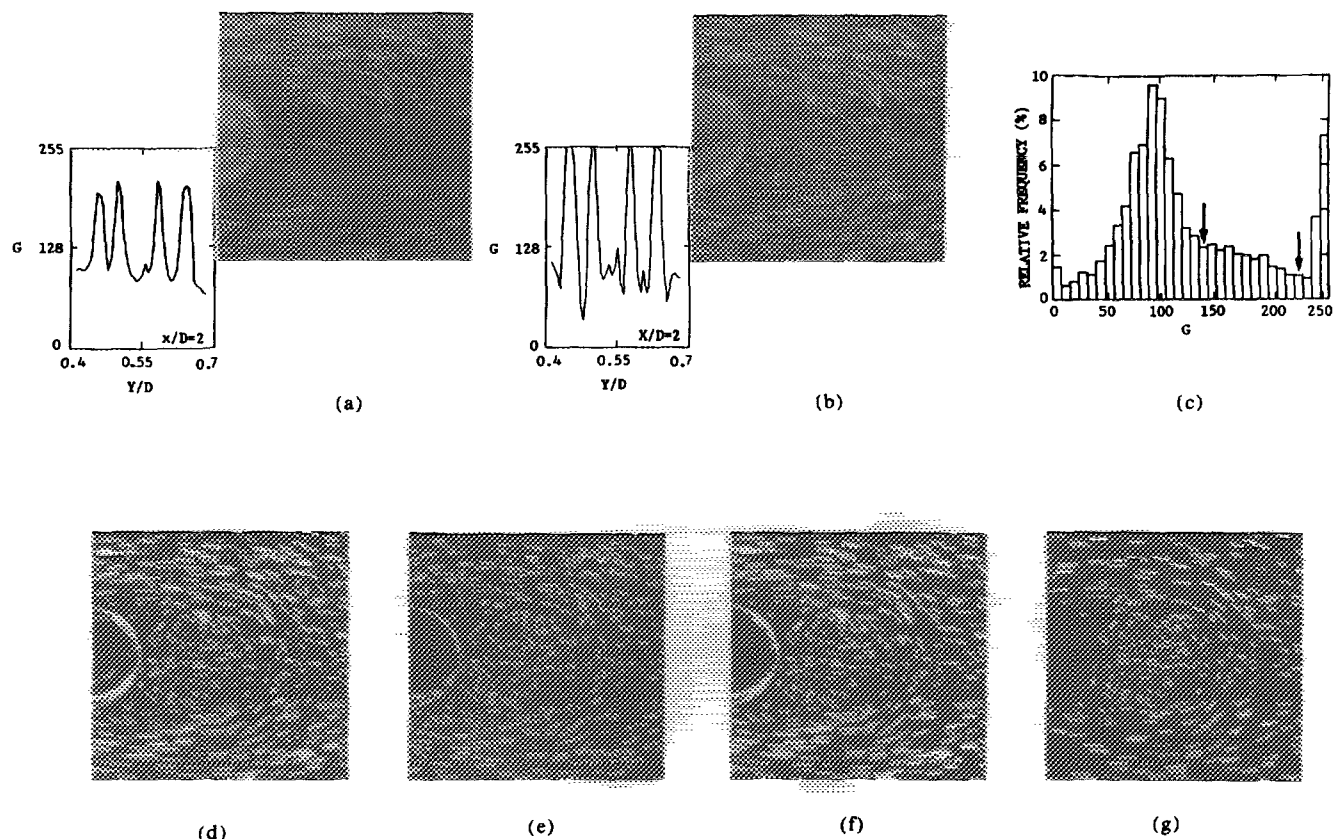 255
G 128
0
x/D=2
0.4 0.55 0.7
Y/D
(a)
255
G 128
0
X/D=2
0.4 0.55 0.7
Y/D
(b)
RELATIVE FREQUENCY (%)
10
8
6
4
2
0
0 50 100 150 200 250
G
(c)
(d) (e) (f) (g)